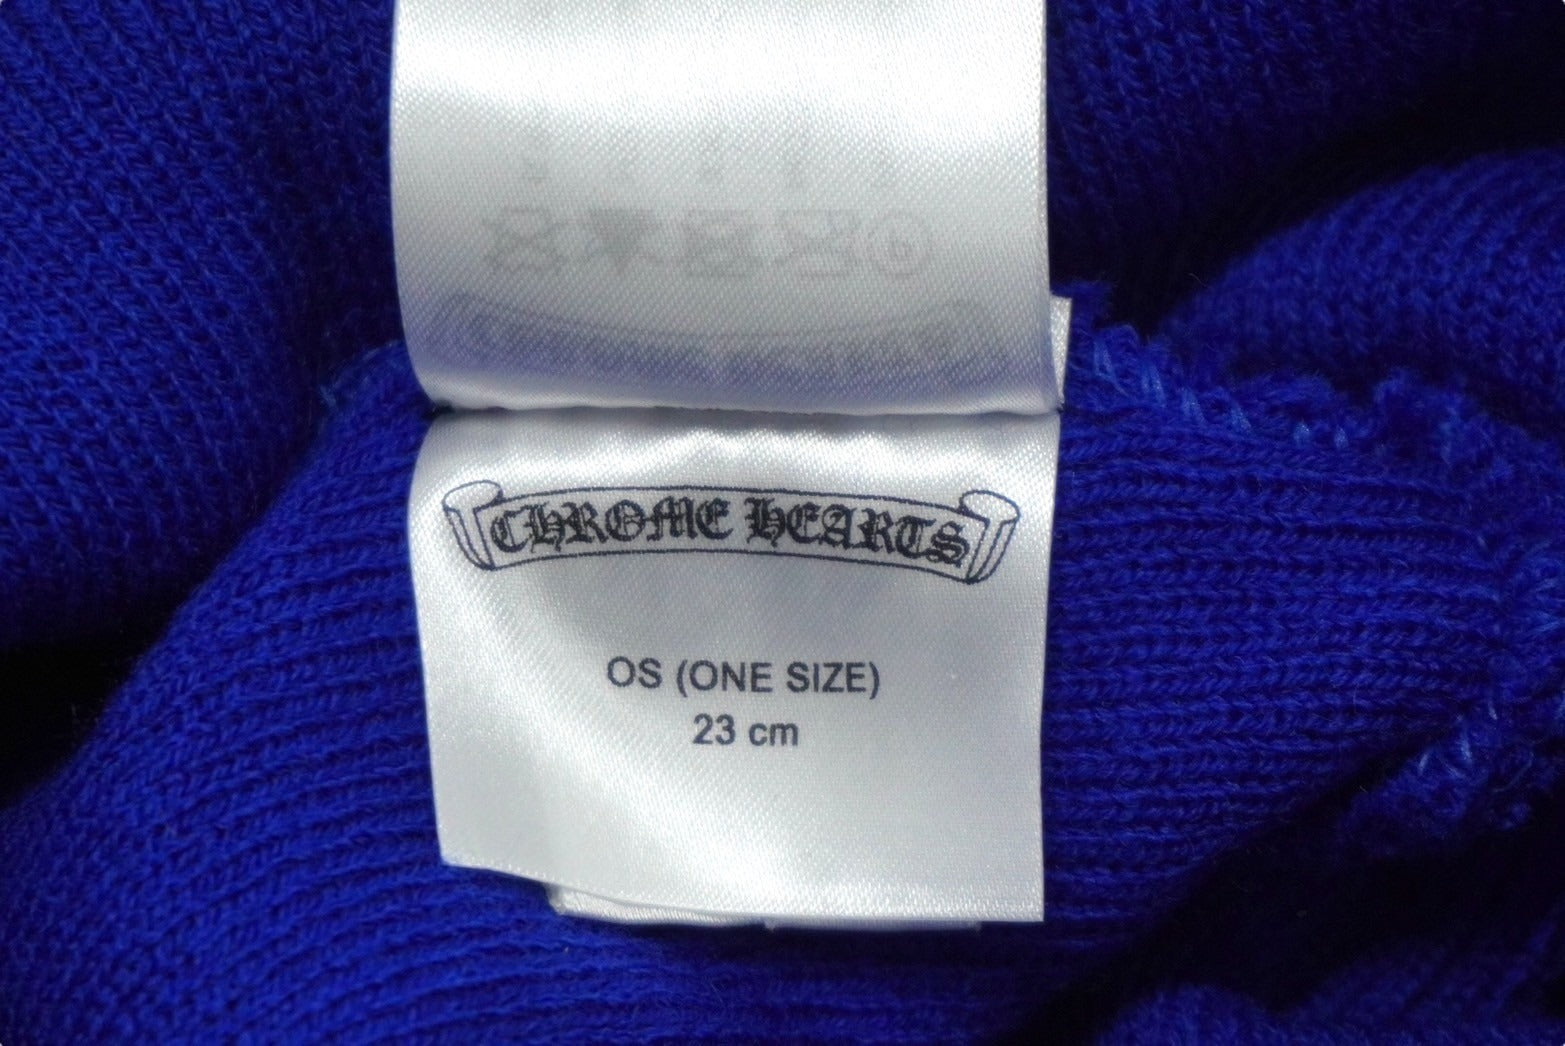 CHROME HEARTS
OS (ONE SIZE)
23 cm